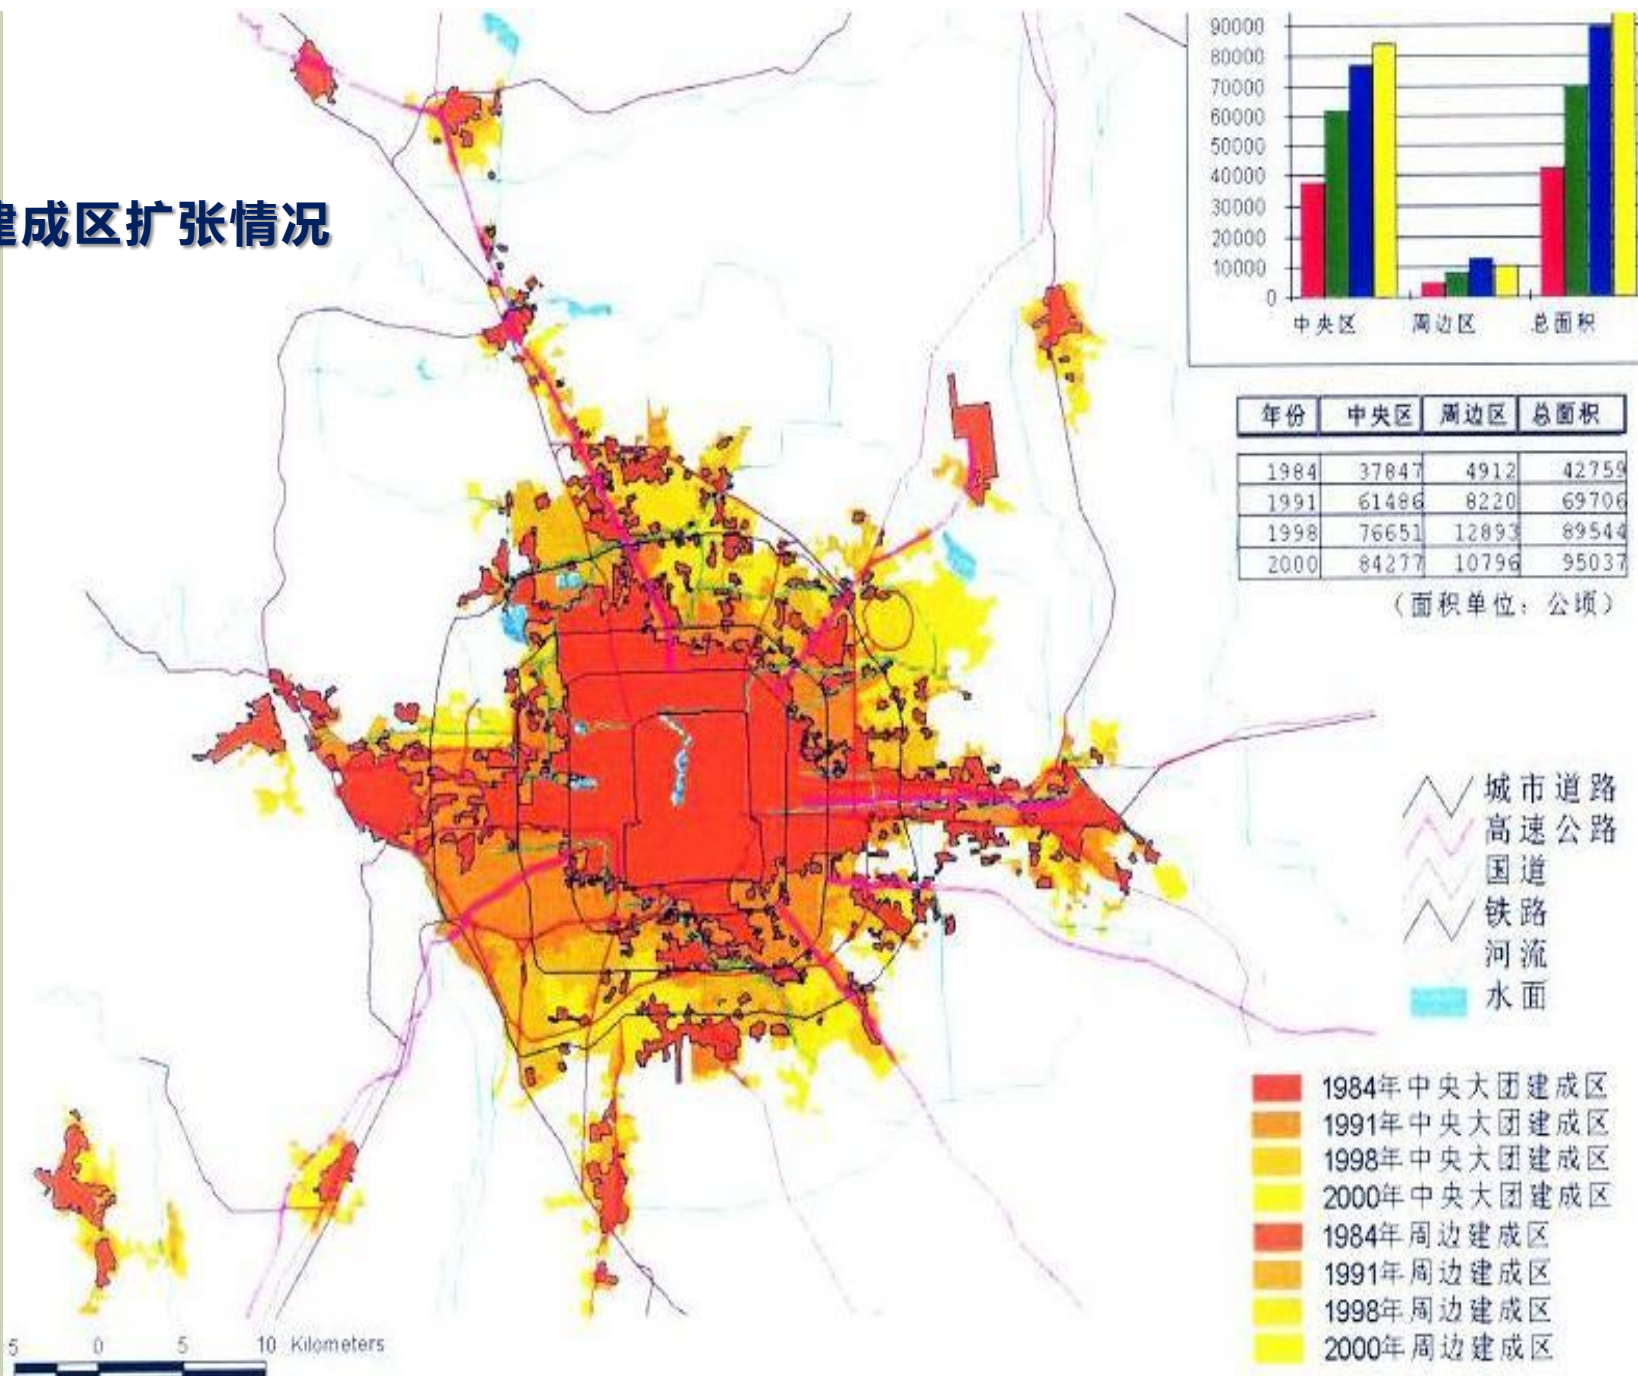 建成区扩张情况
90000
80000
70000
60000
50000
40000
30000
20000
10000
0
中央区 周边区 总面积
年份 中央区 周边区 总面积
1984 37847 4912 42759
1991 61486 8220 69706
1998 76651 12893 89544
2000 84277 10796 95037
（面积单位：公顷）
城市道路
高速公路
国道
铁路
河流
水面
1984年中央大团建成区
1991年中央大团建成区
1998年中央大团建成区
2000年中央大团建成区
1984年周边建成区
1991年周边建成区
1998年周边建成区
2000年周边建成区
5 0 5 10 Kilometers